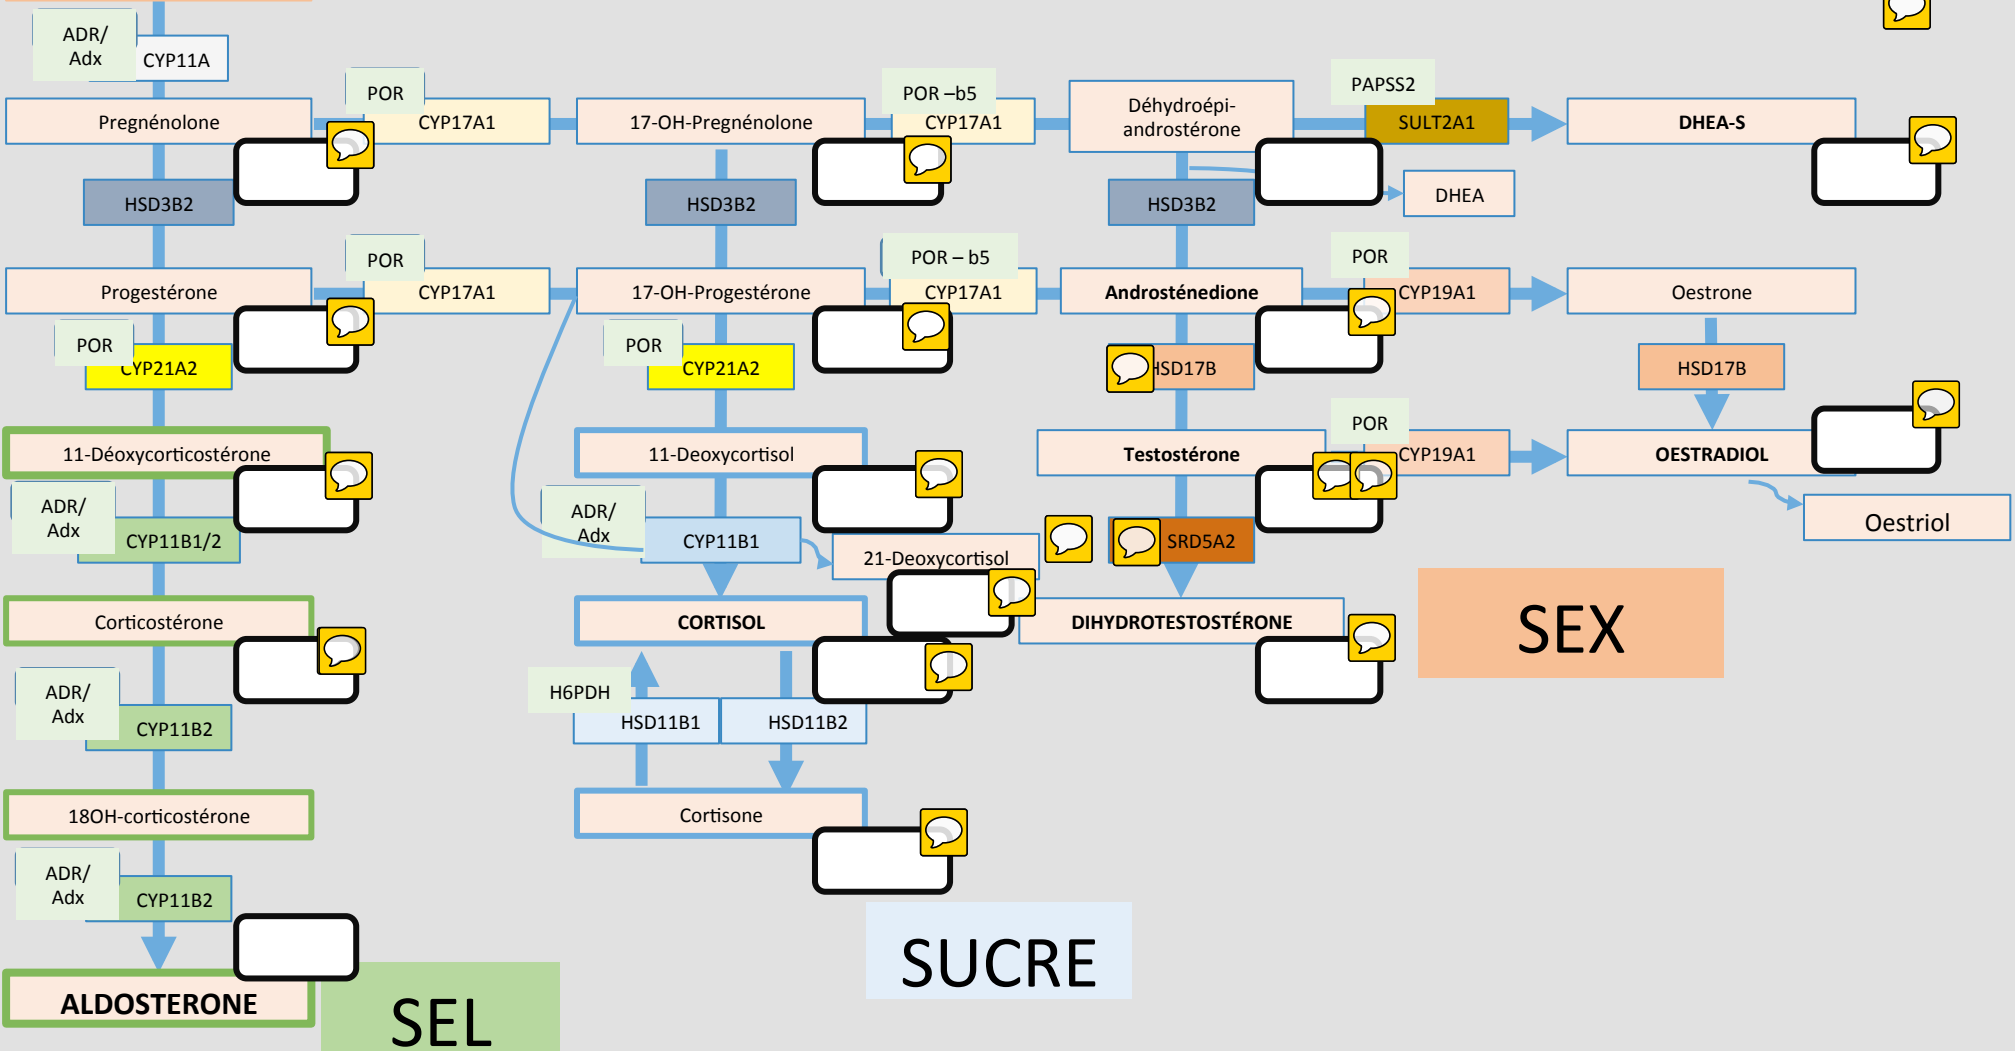 ADR/
Adx
CYP11A
POR
POR –b5
PAPSS2
Pregnénolone
CYP17A1
17-OH-Pregnénolone
CYP17A1
Déhydroépi-
androstérone
SULT2A1
DHEA-S
HSD3B2
HSD3B2
HSD3B2
DHEA
POR
POR – b5
POR
Progestérone
CYP17A1
17-OH-Progestérone
CYP17A1
Androsténedione
CYP19A1
Oestrone
POR
CYP21A2
POR
CYP21A2
HSD17B
HSD17B
POR
11-Déoxycorticostérone
11-Deoxycortisol
Testostérone
CYP19A1
OESTRADIOL
ADR/
Adx
CYP11B1/2
ADR/
Adx
CYP11B1
21-Deoxycortisol
SRD5A2
Oestriol
Corticostérone
CORTISOL
DIHYDROTESTOSTÉRONE
SEX
ADR/
Adx
CYP11B2
H6PDH
HSD11B1
HSD11B2
18OH-corticostérone
Cortisone
ADR/
Adx
CYP11B2
SUCRE
ALDOSTERONE
SEL